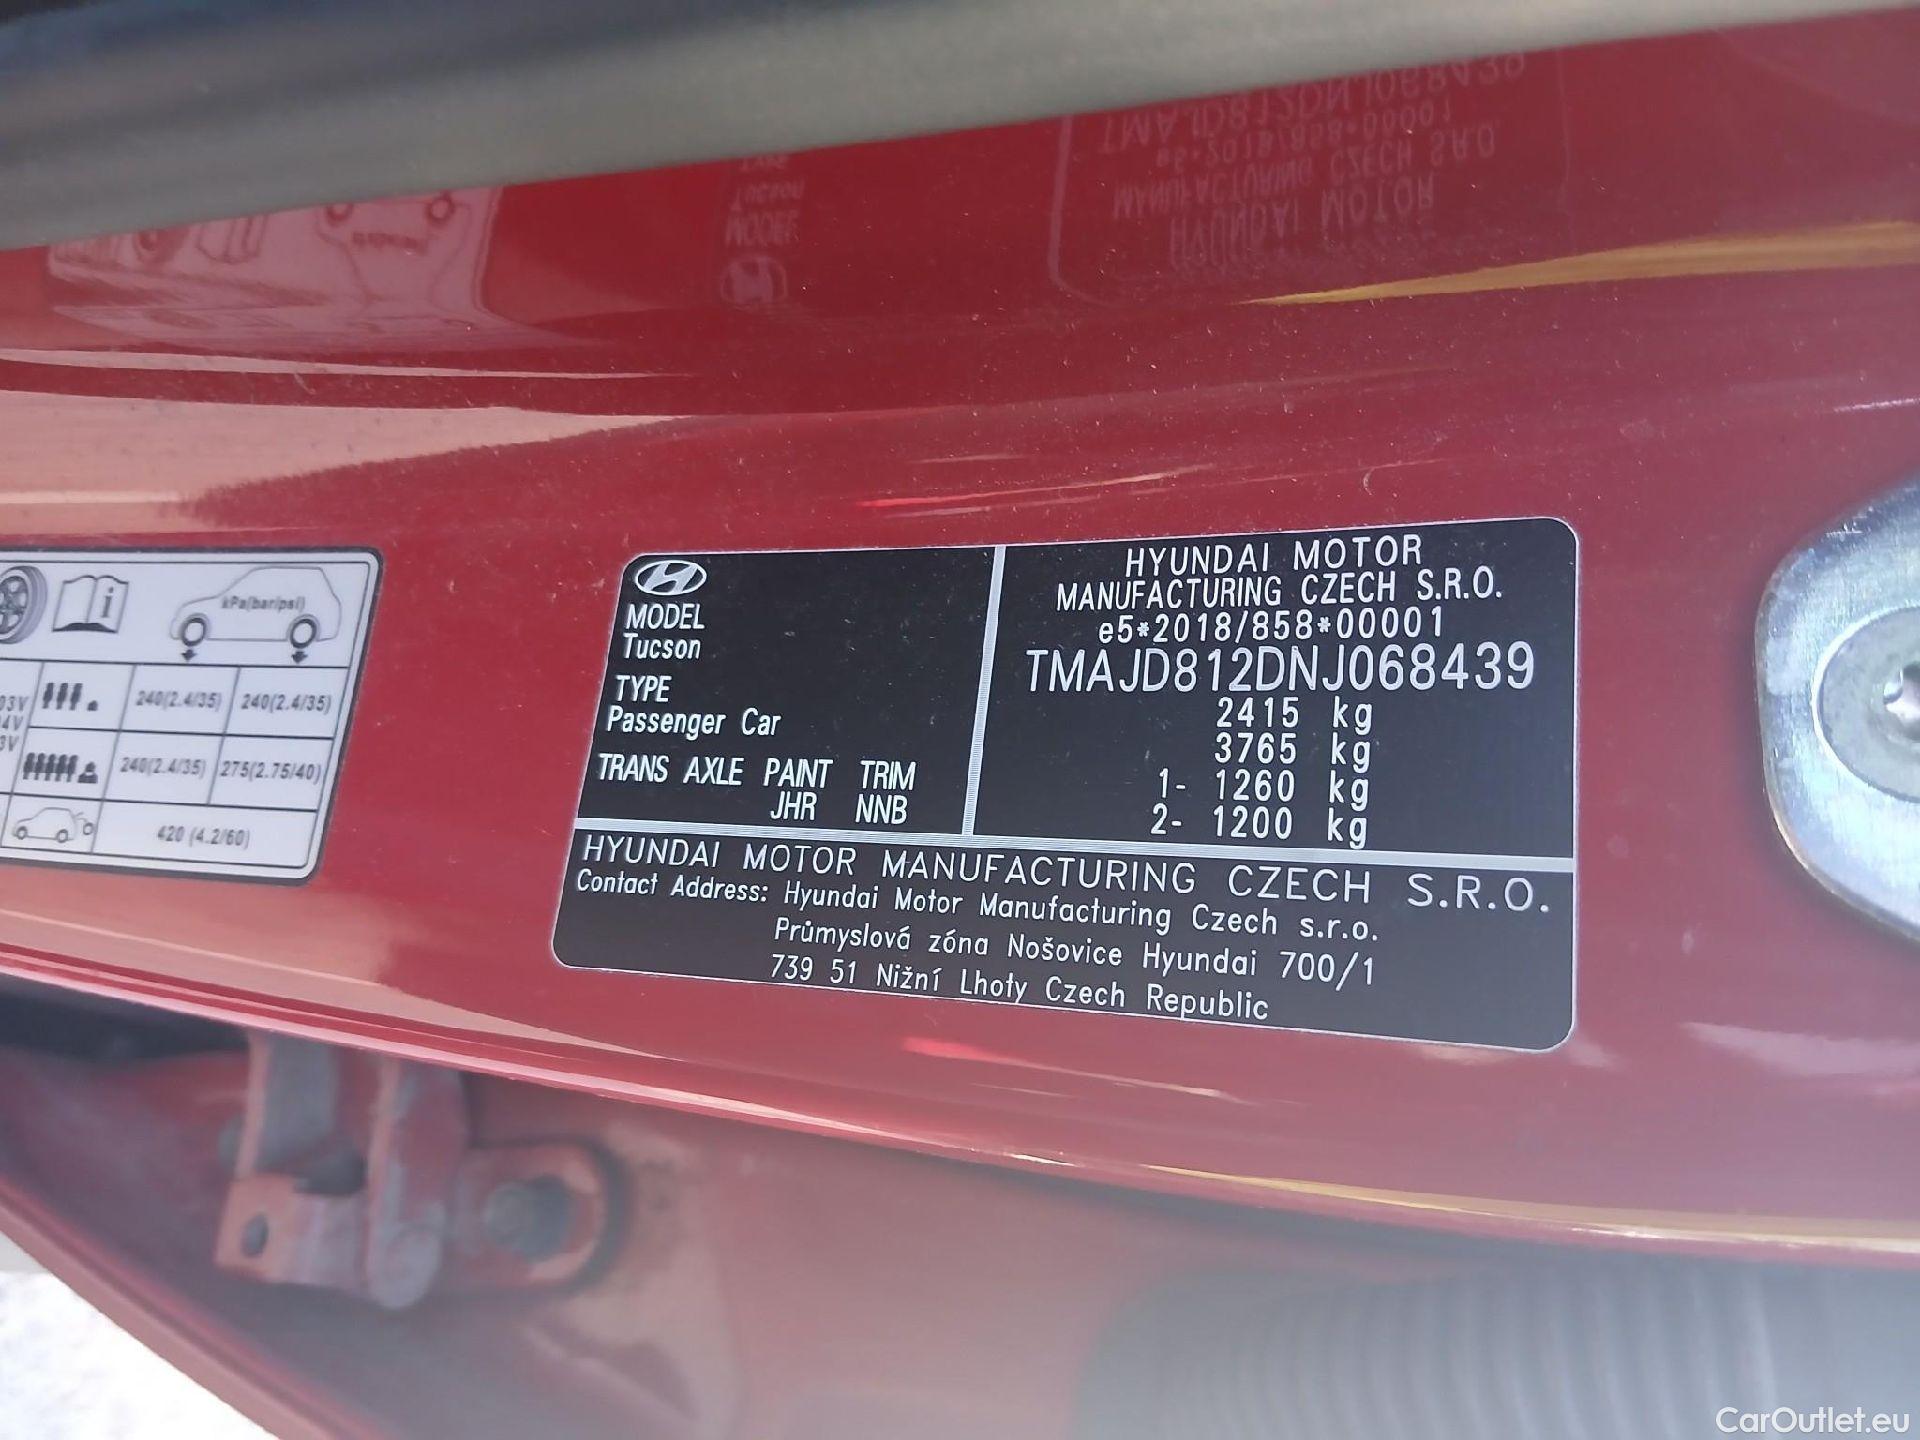 kPa(bar/psi)
240(2.4/35) 240(2.4/35)
240(2.4/35) 275(2.75/40)
420 (4.2/60)
MODEL
Tucson
TYPE
Passenger Car
TRANS AXLE PAINT TRIM
JHR NNB
HYUNDAI MOTOR
MANUFACTURING CZECH S.R.O.
e5*2018/858*00001
TMAJD812DNJ068439
2415 kg
3765 kg
1- 1260 kg
2- 1200 kg
HYUNDAI MOTOR MANUFACTURING CZECH S.R.O.
Contact Address: Hyundai Motor Manufacturing Czech s.r.o.
Průmyslová zóna Nošovice Hyundai 700/1
739 51 Nižní Lhoty Czech Republic
CarOutlet.eu